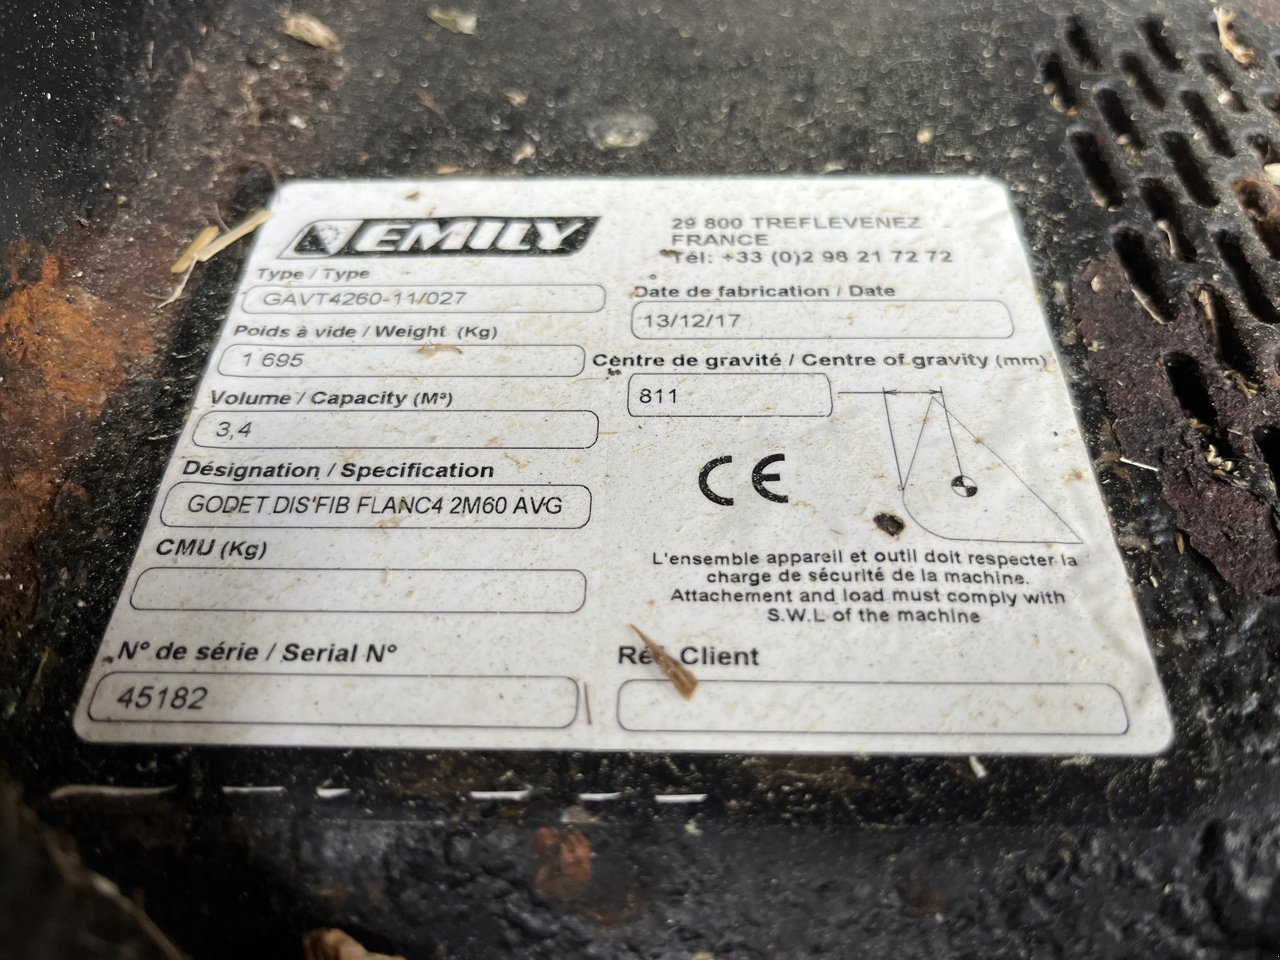 EMILY
29 800 TREFLEVENEZ
FRANCE
Tél: +33 (0)2 98 21 72 72
Type / Type
GAVT4260-11/027
Date de fabrication / Date
13/12/17
Poids à vide / Weight (Kg)
1 695
Centre de gravité / Centre of gravity (mm)
811
Volume / Capacity (M³)
3,4
Désignation / Specification
GODET DIS'FIB FLANC4 2M60 AVG
CE
CMU (Kg)
L'ensemble appareil et outil doit respecter la
charge de sécurité de la machine.
Attachement and load must comply with
S.W.L of the machine
N° de série / Serial N°
45182
Réf. Client